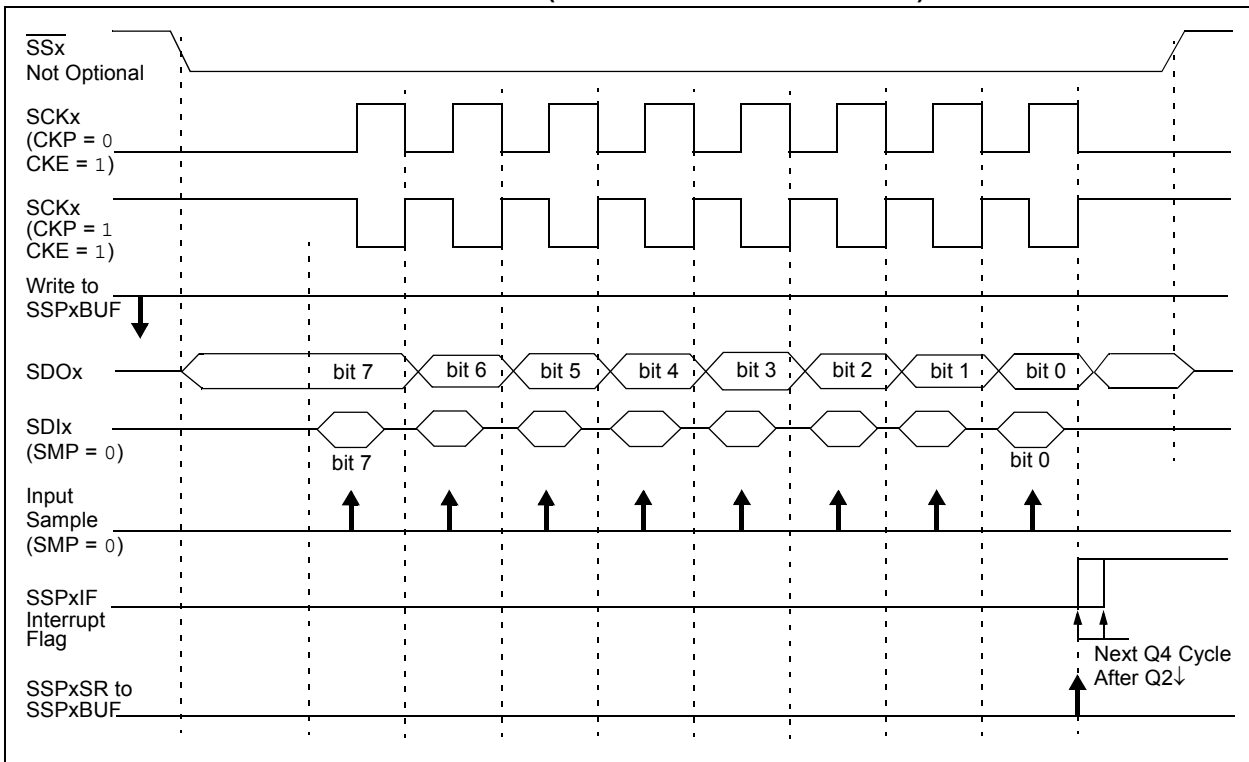 SSx
Not Optional
SCKx
(CKP = 0
CKE = 1)
SCKx
(CKP = 1
CKE = 1)
Write to
SSPxBUF
SDOx
bit 7
bit 6
bit 5
bit 4
bit 3
bit 2
bit 1
bit 0
SDIx
(SMP = 0)
bit 7
bit 0
Input
Sample
(SMP = 0)
SSPxIF
Interrupt
Flag
Next Q4 Cycle
After Q2↓
SSPxSR to
SSPxBUF